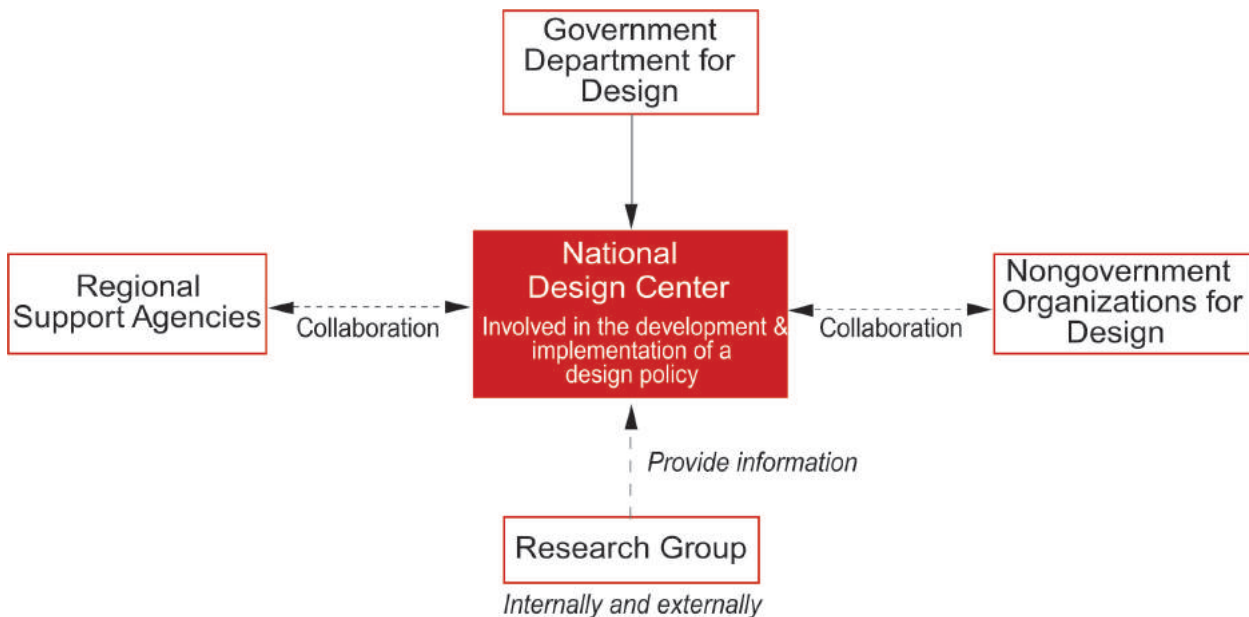 Government
Department for
Design
National
Design Center
Involved in the development &
implementation of a
design policy
Regional
Support Agencies
Collaboration
Collaboration
Nongovernment
Organizations for
Design
Provide information
Research Group
Internally and externally